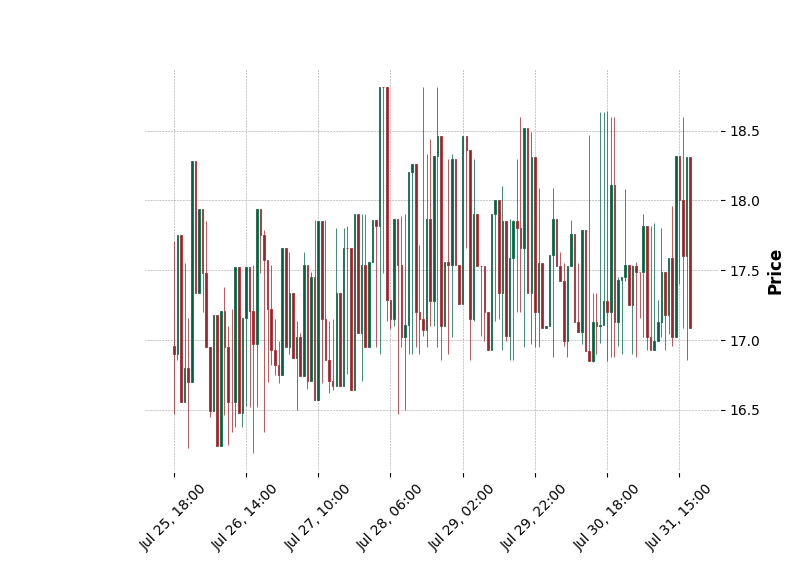 18.5
18.0
17.5
17.0
16.5
Price
Jul 25, 18:00
Jul 26, 14:00
Jul 27, 10:00
Jul 28, 06:00
Jul 29, 02:00
Jul 29, 22:00
Jul 30, 18:00
Jul 31, 15:00